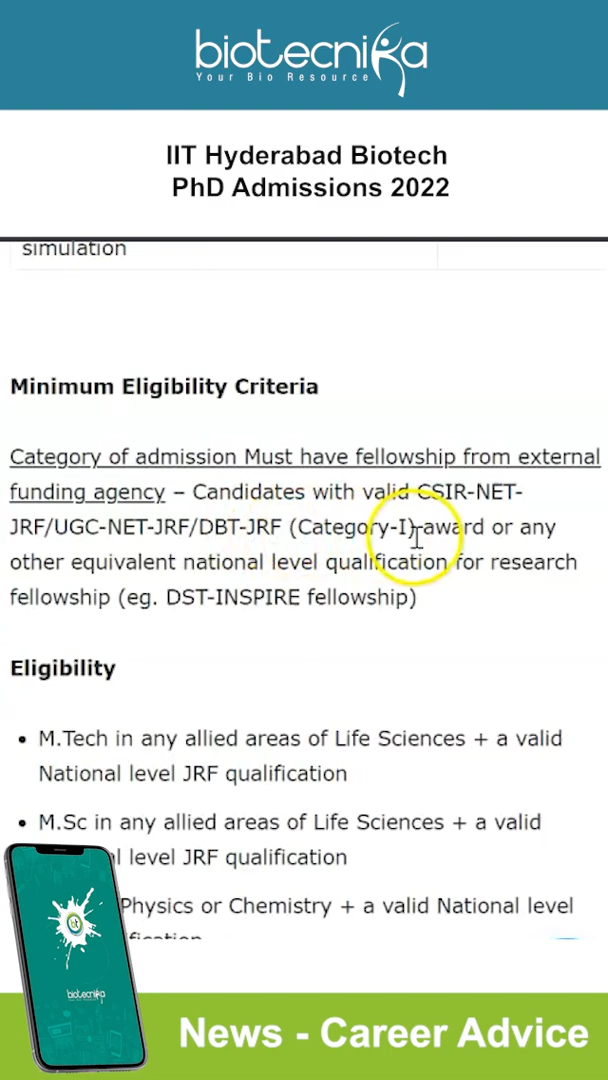 biotecnika
Your Bio Resource
IIT Hyderabad Biotech
PhD Admissions 2022
simulation
Minimum Eligibility Criteria
Category of admission Must have fellowship from external
funding agency – Candidates with valid CSIR-NET-
JRF/UGC-NET-JRF/DBT-JRF (Category-I)-award or any
other equivalent national level qualification for research
fellowship (eg. DST-INSPIRE fellowship)
Eligibility
• M.Tech in any allied areas of Life Sciences + a valid
National level JRF qualification
• M.Sc in any allied areas of Life Sciences + a valid
level JRF qualification
Physics or Chemistry + a valid National level
bt
biotecnika
News - Career Advice